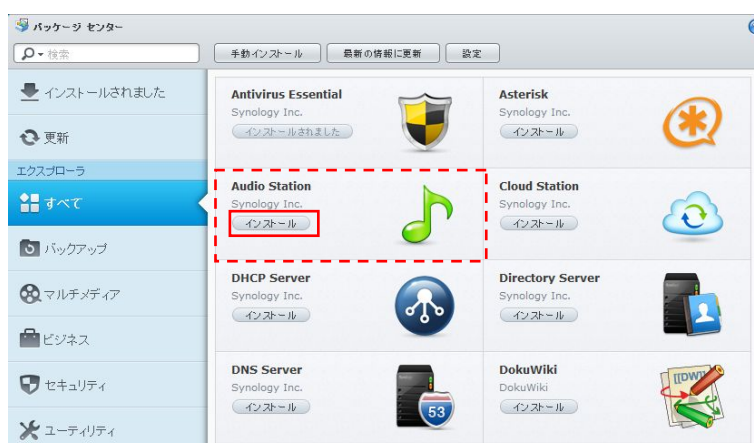 パッケージ センター
検索
手動インストール
最新の情報に更新
設定
インストールされました
更新
エクスプローラ
すべて
バックアップ
マルチメディア
ビジネス
セキュリティ
ユーティリティ
Antivirus Essential
Synology Inc.
インストールされました
Asterisk
Synology Inc.
インストール
Audio Station
Synology Inc.
インストール
Cloud Station
Synology Inc.
インストール
DHCP Server
Synology Inc.
インストール
Directory Server
Synology Inc.
インストール
DNS Server
Synology Inc.
インストール
53
DokuWiki
DokuWiki
インストール
[[DW]]